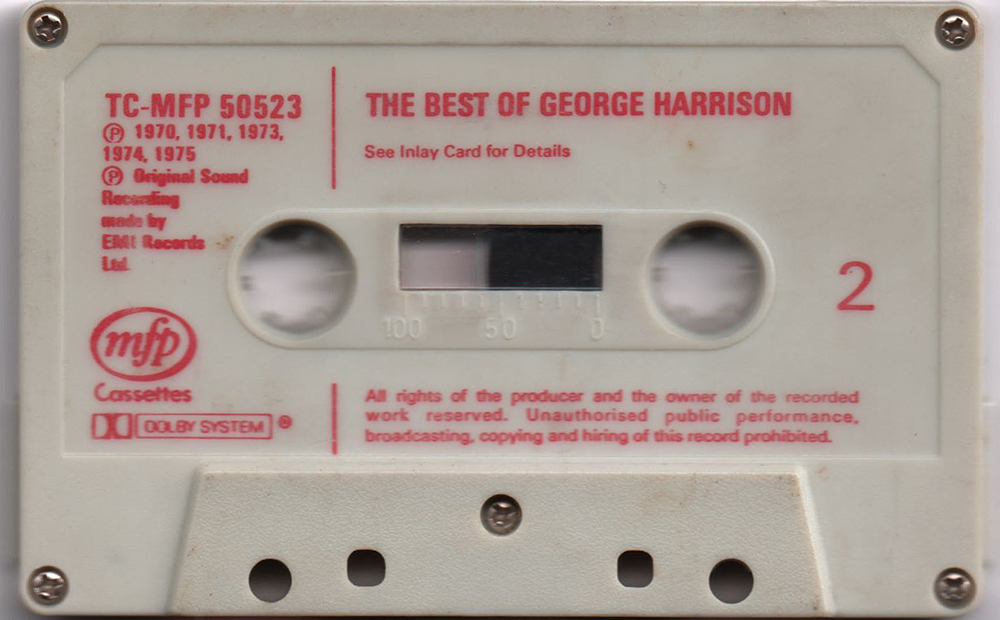 TC-MFP 50523
Ⓟ 1970, 1971, 1973,
1974, 1975
Ⓟ Original Sound
Recording
made by
EMI Records
Ltd.
mfp
Cassettes
DOLBY SYSTEM ®
THE BEST OF GEORGE HARRISON
See Inlay Card for Details
100 50 0
2
All rights of the producer and the owner of the recorded
work reserved. Unauthorised public performance,
broadcasting, copying and hiring of this record prohibited.